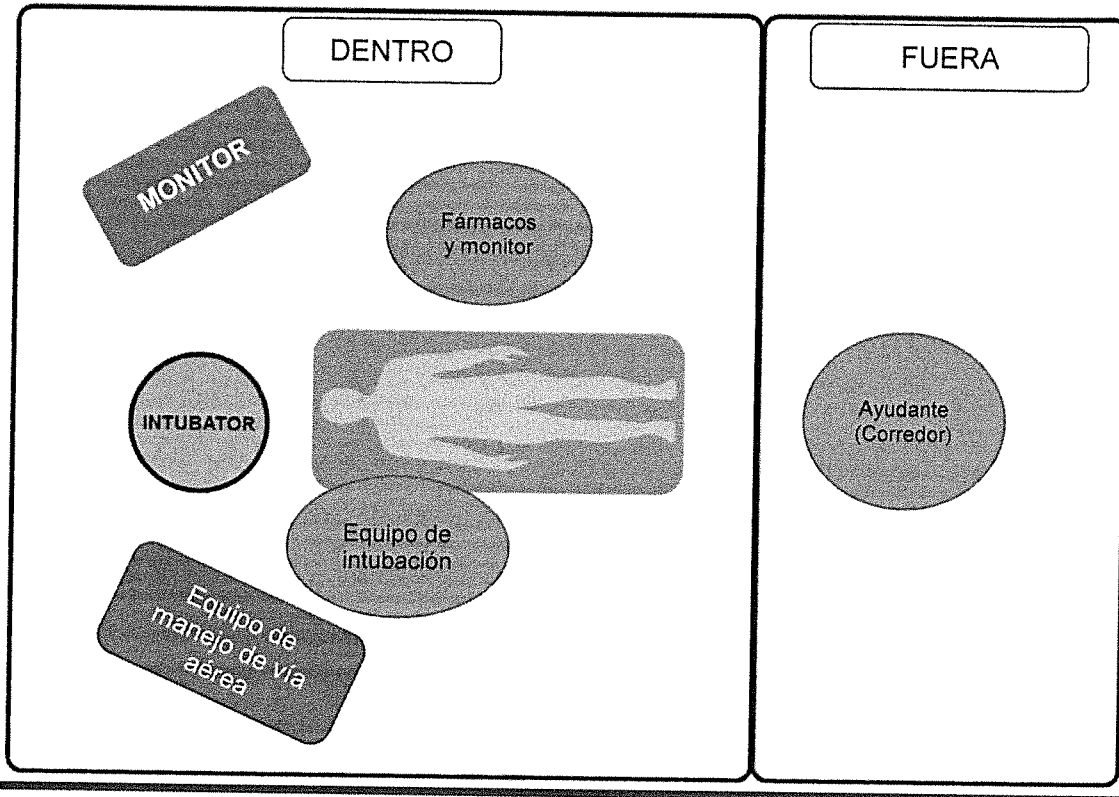 DENTRO
FUERA
MONITOR
Fármacos
y monitor
INTUBATOR
Ayudante
(Corredor)
Equipo de
intubación
Equipo de
manejo de vía
aérea